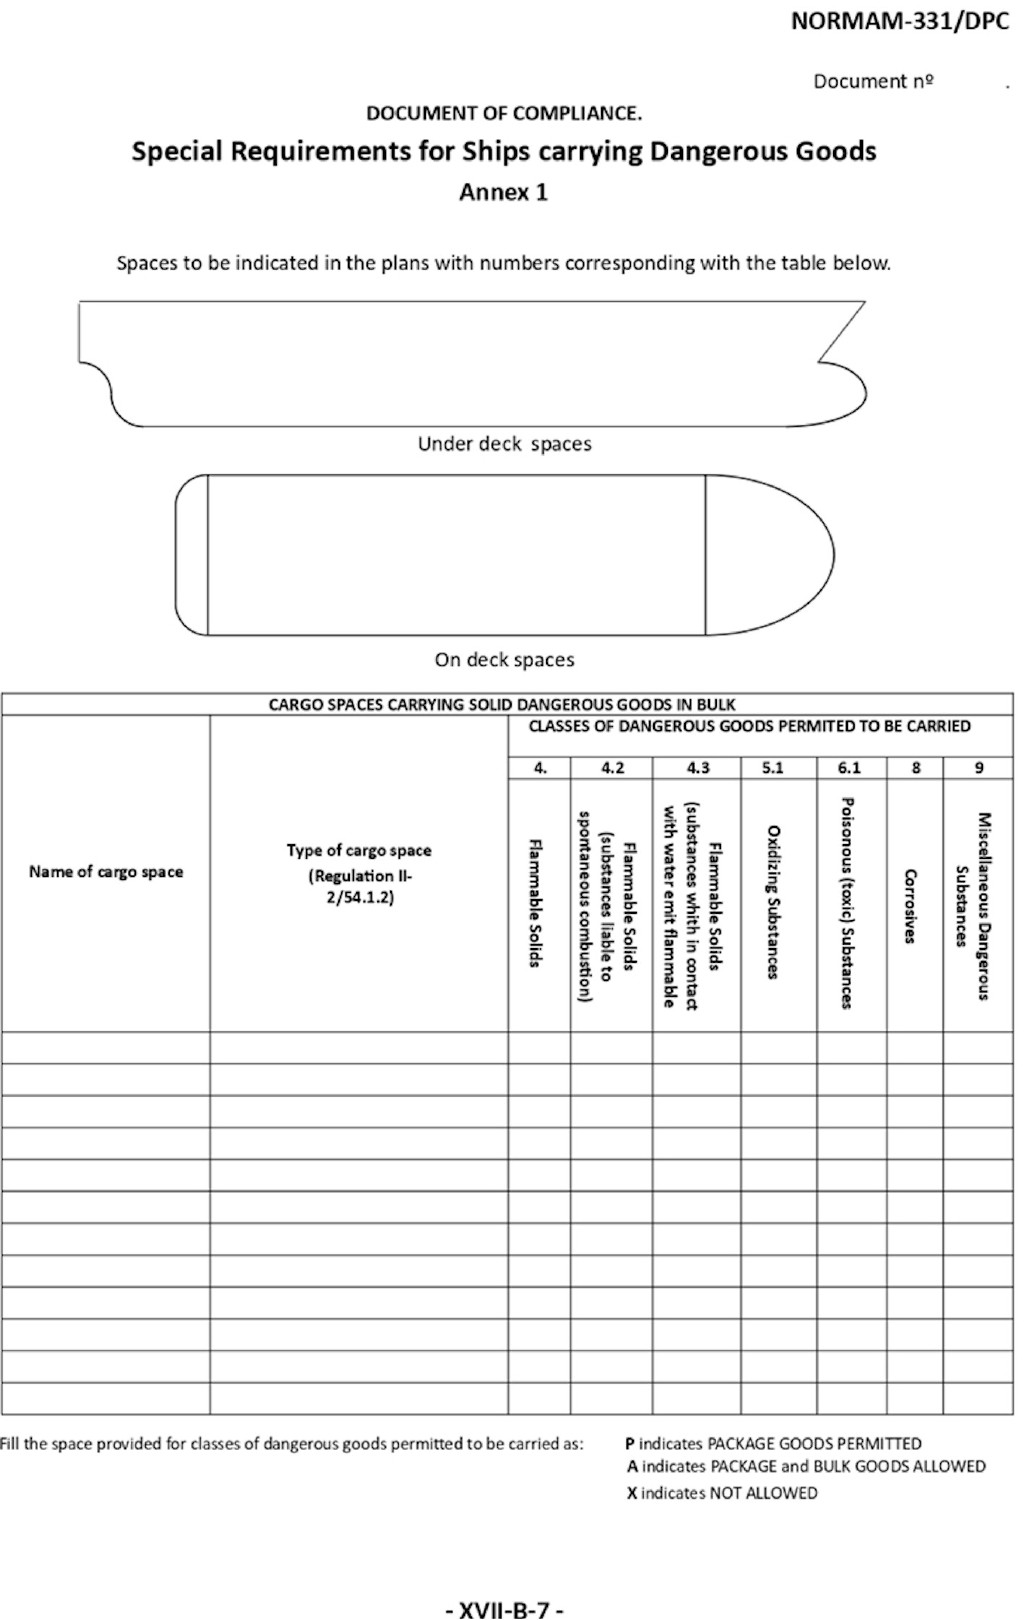 NORMAM-331/DPC
Document nº .
DOCUMENT OF COMPLIANCE.
Special Requirements for Ships carrying Dangerous Goods
Annex 1
Spaces to be indicated in the plans with numbers corresponding with the table below.
Under deck spaces
On deck spaces
CARGO SPACES CARRYING SOLID DANGEROUS GOODS IN BULK
Name of cargo space
Type of cargo space
(Regulation II-
2/54.1.2)
CLASSES OF DANGEROUS GOODS PERMITED TO BE CARRIED
4. 4.2 4.3 5.1 6.1 8 9
Flammable Solids
Flammable Solids
(substances liable to
spontaneous combustion)
Flammable Solids
(substances whith in contact
with water emit flammable
Oxidizing Substances
Poisonous (toxic) Substances
Corrosives
Miscellaneous Dangerous
Substances
Fill the space provided for classes of dangerous goods permitted to be carried as: P indicates PACKAGE GOODS PERMITTED
A indicates PACKAGE and BULK GOODS ALLOWED
X indicates NOT ALLOWED
- XVII-B-7 -